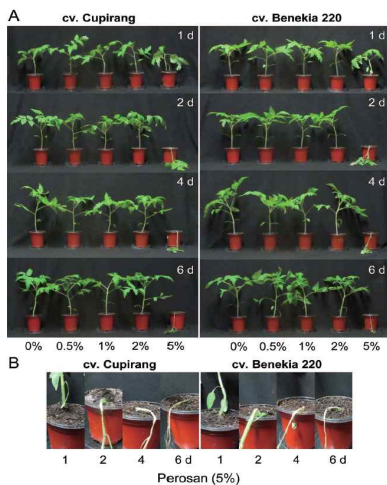 A
cv. Cupirang
cv. Benekia 220
1 d
1 d
2 d
2 d
4 d
4 d
6 d
6 d
0% 0.5% 1% 2% 5%
0% 0.5% 1% 2% 5%
B
cv. Cupirang
cv. Benekia 220
1 2 4 6 d
1 2 4 6 d
Perosan (5%)